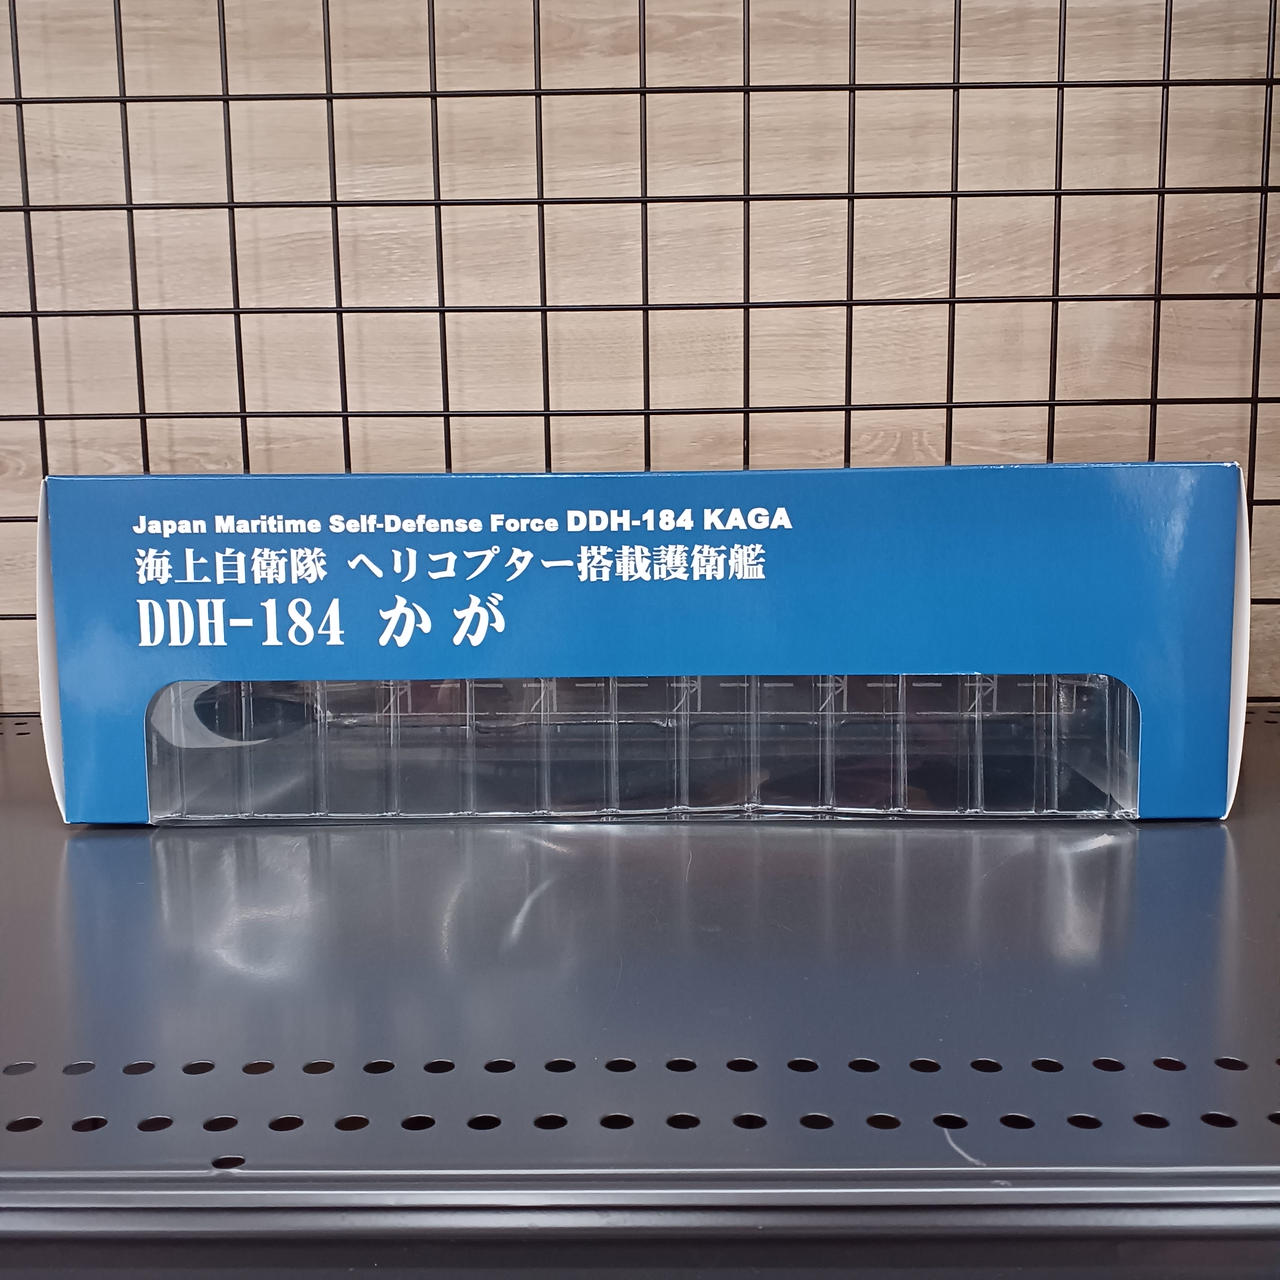 Japan Maritime Self-Defense Force DDH-184 KAGA
海上自衛隊 ヘリコプター搭載護衛艦
DDH-184 かが